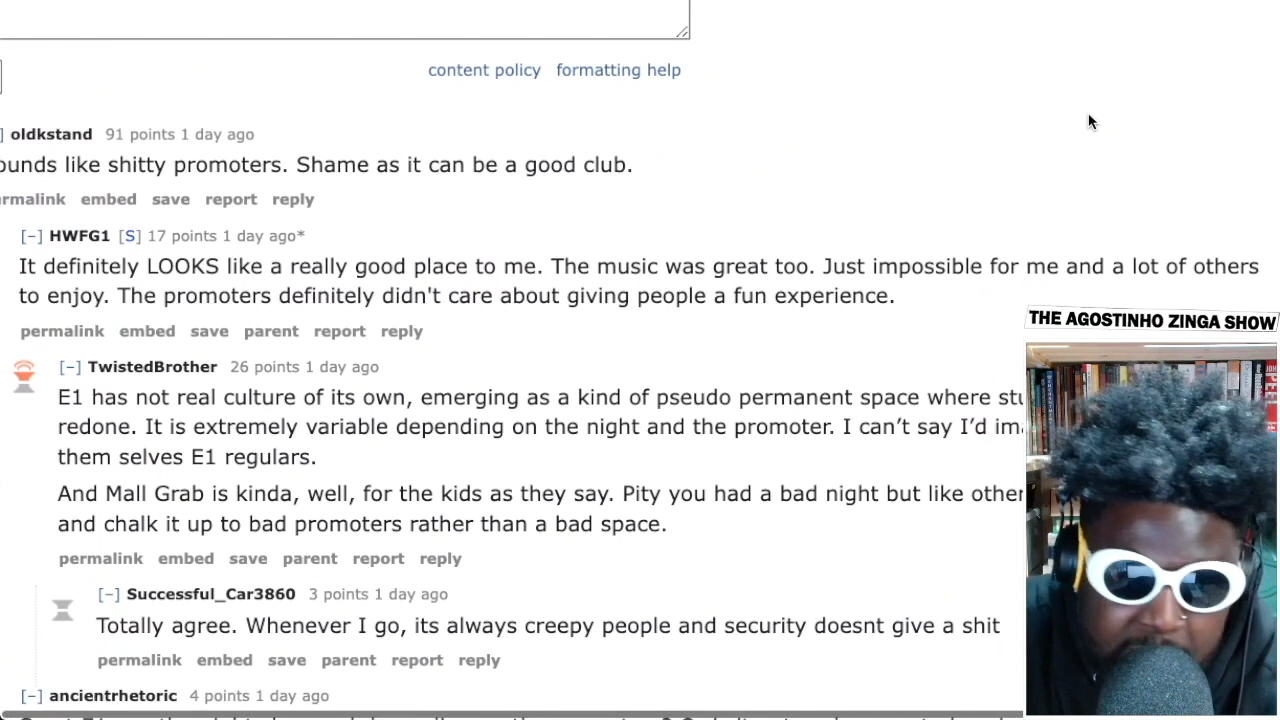 content policy formatting help
oldkstand 91 points 1 day ago
ounds like shitty promoters. Shame as it can be a good club.
rmalink embed save report reply
[–] HWFG1 [S] 17 points 1 day ago*
It definitely LOOKS like a really good place to me. The music was great too. Just impossible for me and a lot of others
to enjoy. The promoters definitely didn't care about giving people a fun experience.
permalink embed save parent report reply
THE AGOSTINHO ZINGA SHOW
[–] TwistedBrother 26 points 1 day ago
E1 has not real culture of its own, emerging as a kind of pseudo permanent space where stu
redone. It is extremely variable depending on the night and the promoter. I can’t say I’d ima
them selves E1 regulars.
And Mall Grab is kinda, well, for the kids as they say. Pity you had a bad night but like other
and chalk it up to bad promoters rather than a bad space.
permalink embed save parent report reply
[–] Successful_Car3860 3 points 1 day ago
Totally agree. Whenever I go, its always creepy people and security doesnt give a shit
permalink embed save parent report reply
[–] ancientrhetoric 4 points 1 day ago